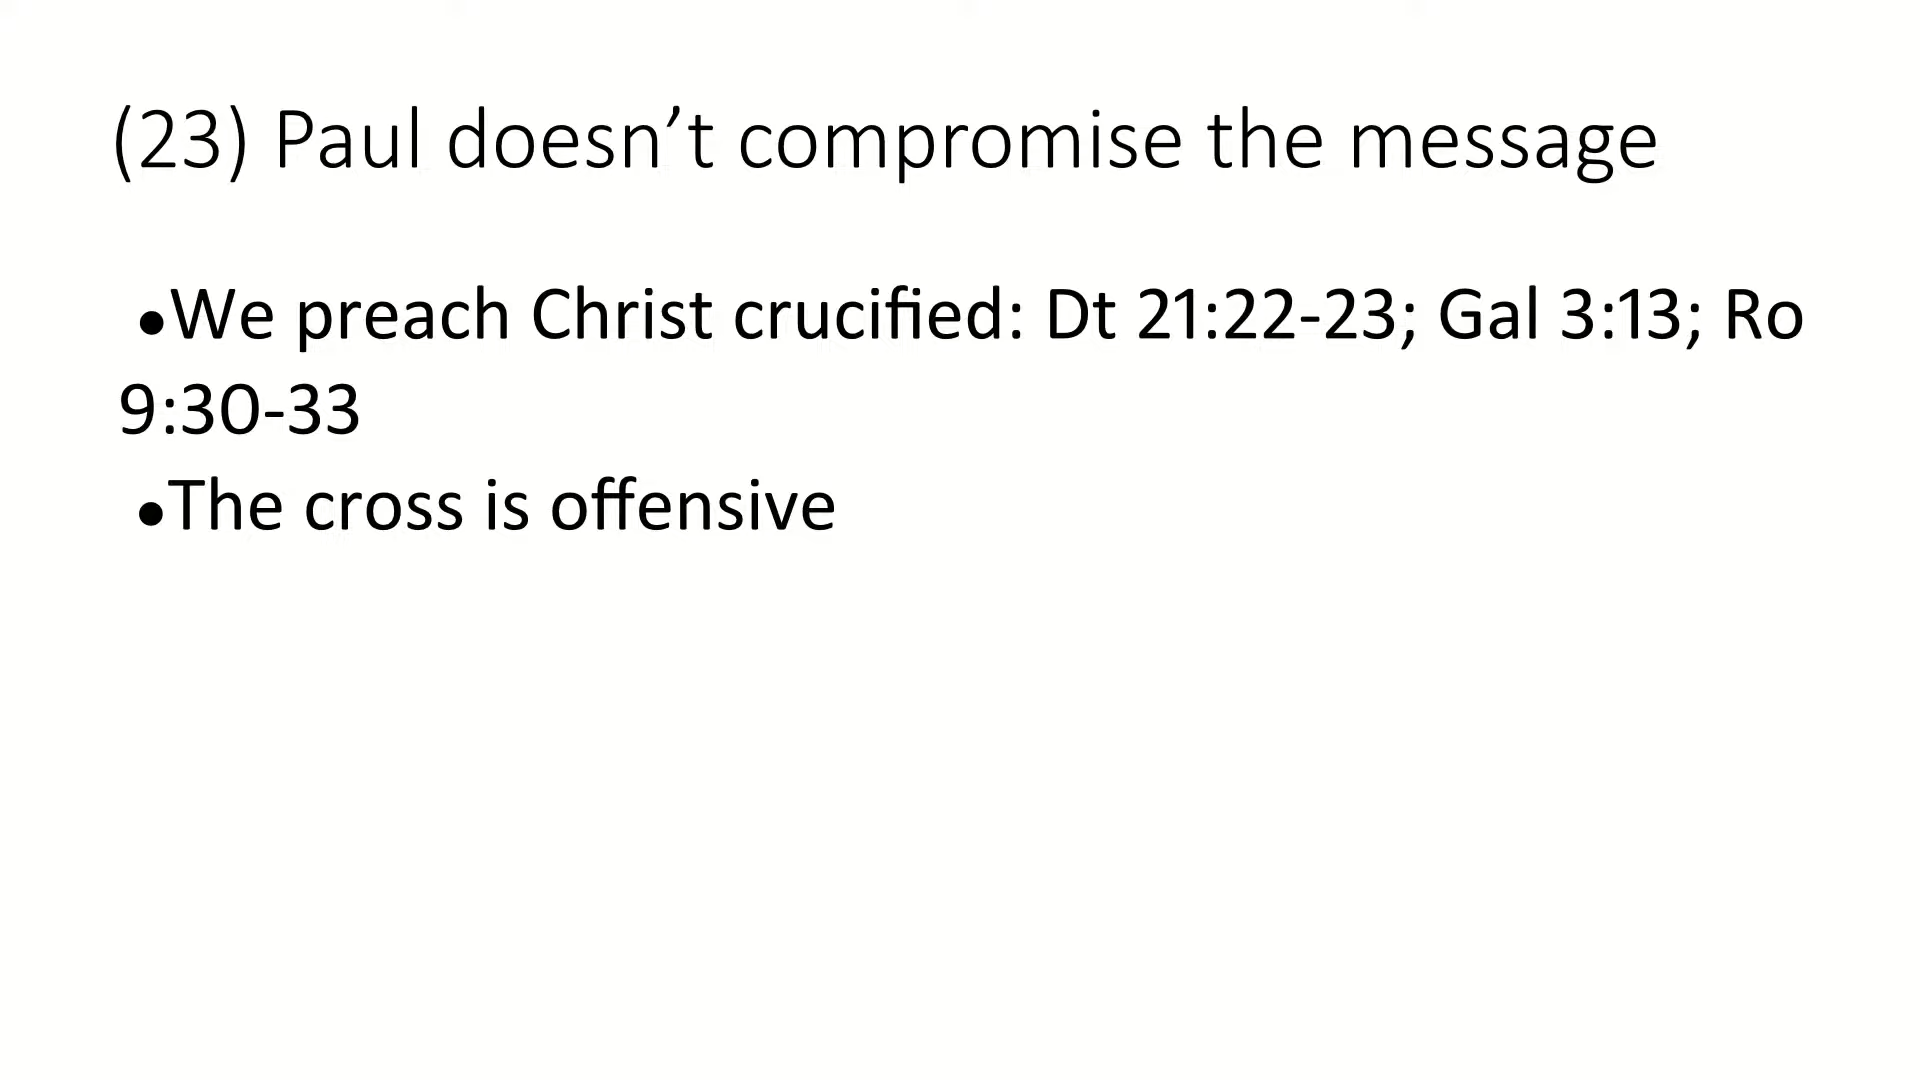 (23) Paul doesn’t compromise the message
●We preach Christ crucified: Dt 21:22-23; Gal 3:13; Ro
9:30-33
●The cross is offensive